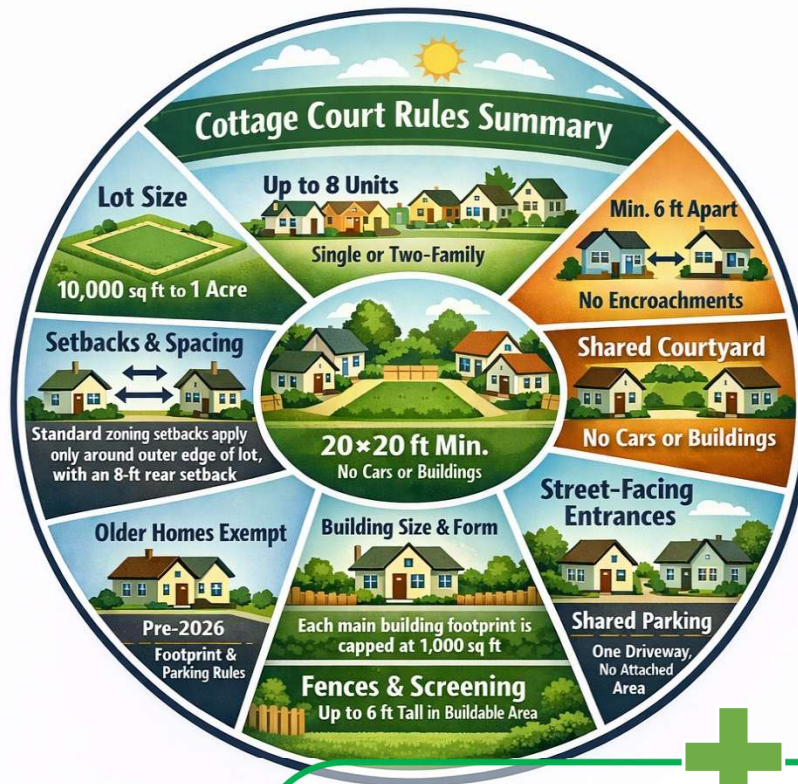 Cottage Court Rules Summary
Lot Size
10,000 sq ft to 1 Acre
Up to 8 Units
Single or Two-Family
Min. 6 ft Apart
No Encroachments
Setbacks & Spacing
Standard zoning setbacks apply
only around outer edge of lot,
with an 8-ft rear setback
20×20 ft Min.
No Cars or Buildings
Shared Courtyard
No Cars or Buildings
Older Homes Exempt
Pre-2026
Footprint &
Parking Rules
Building Size & Form
Each main building footprint is
capped at 1,000 sq ft
Fences & Screening
Up to 6 ft Tall in Buildable Area
Street-Facing
Entrances
Shared Parking
One Driveway,
No Attached
Area